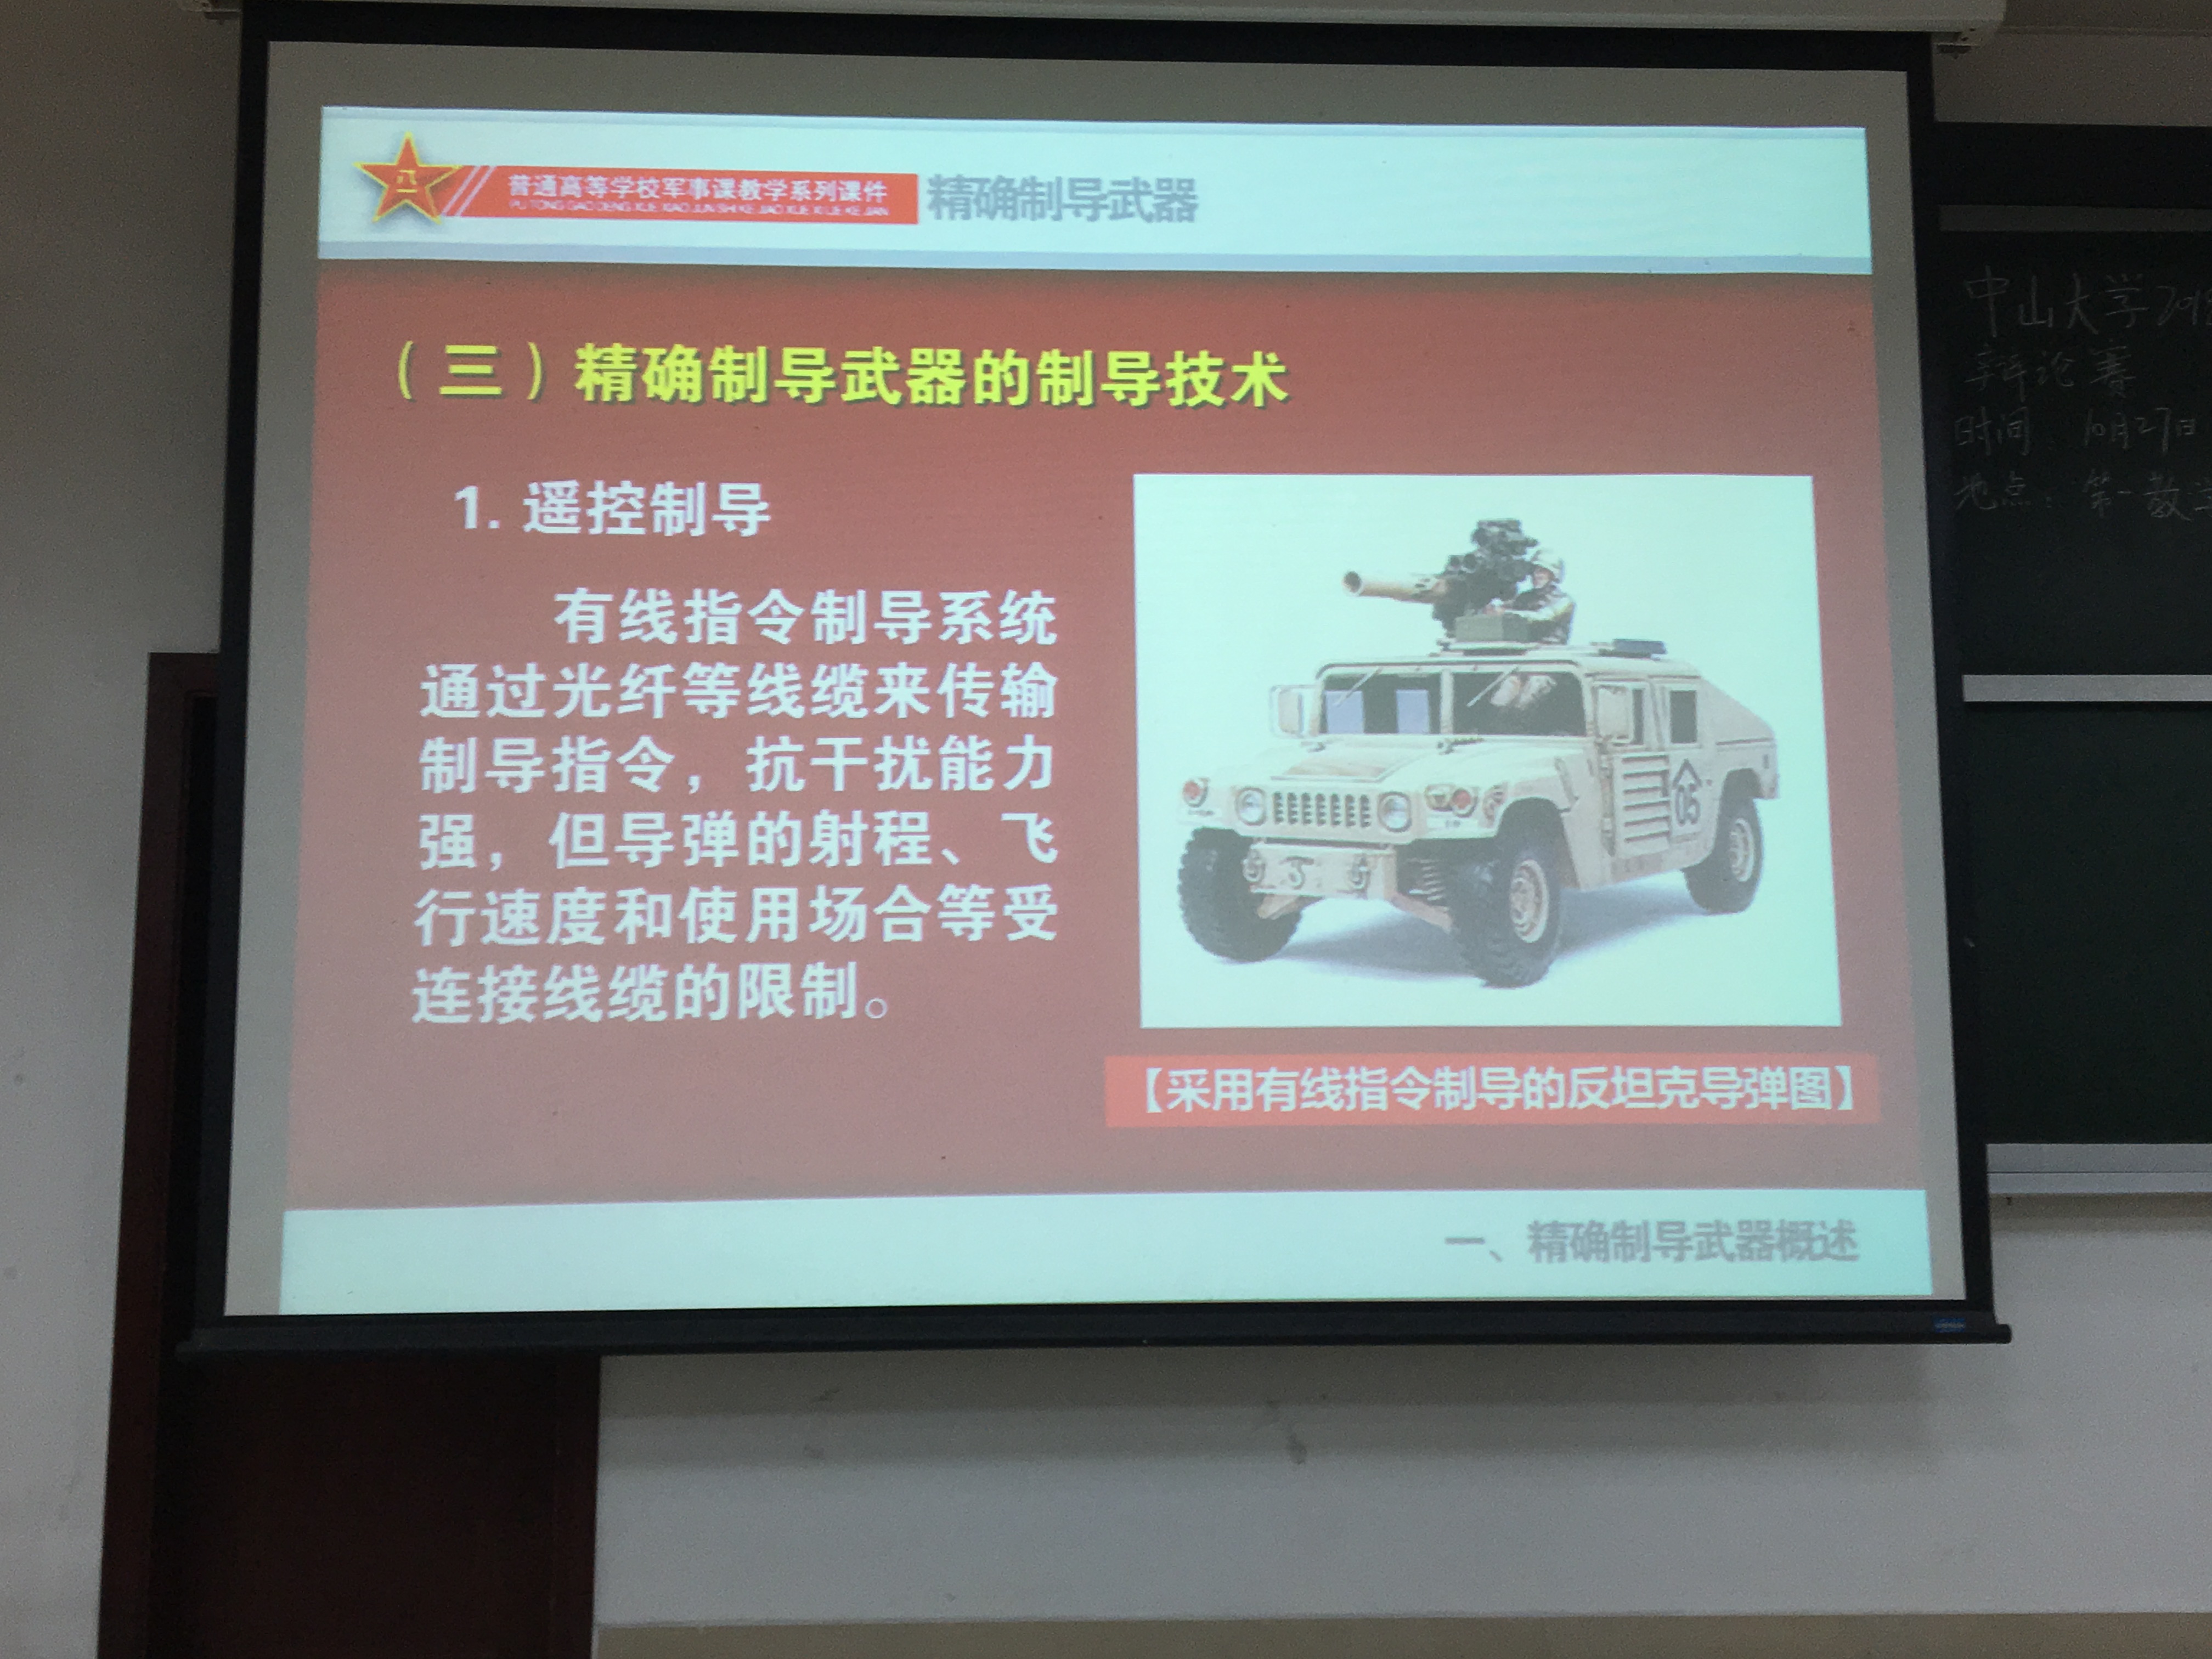 八一
普通高等学校军事课教学系列课件
PU TONG GAO DENG XUE XIAO JUN SHI KE JIAO XUE XI LIE KE JIAN
精确制导武器
（三）精确制导武器的制导技术
1. 遥控制导
有线指令制导系统
通过光纤等线缆来传输
制导指令，抗干扰能力
强，但导弹的射程、飞
行速度和使用场合等受
连接线缆的限制。
05
【采用有线指令制导的反坦克导弹图】
一、精确制导武器概述
中山大学201
辩论赛
时间：10月27日
地点：第一教学